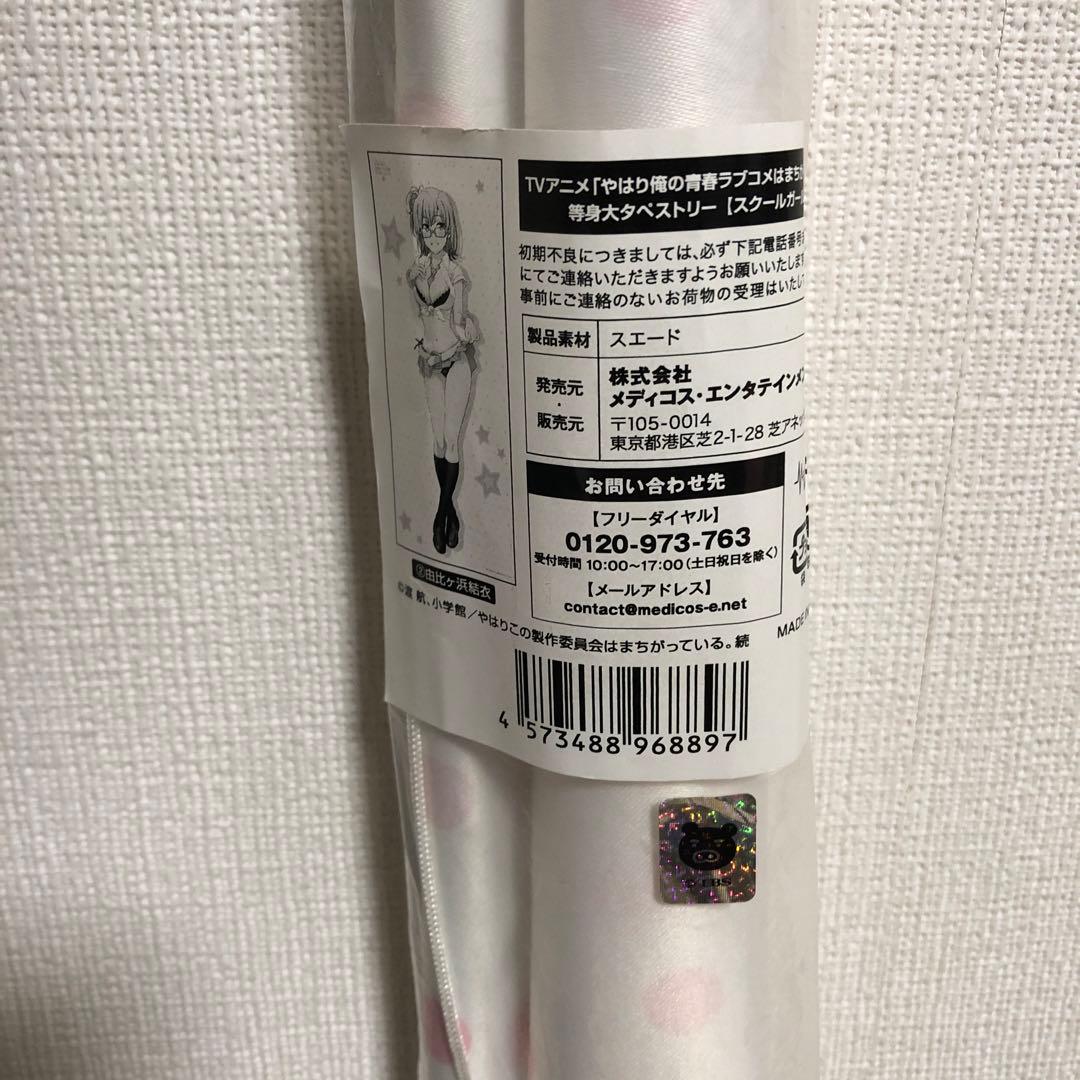 TVアニメ「やはり俺の青春ラブコメはまち
等身大タペストリー【スクールガー
初期不良につきましては、必ず下記電話番号
にてご連絡いただきますようお願いいたします
事前にご連絡のないお荷物の受理はいたし
製品素材 スエード
発売元・販売元
株式会社
メディコス・エンタテインメン
〒105-0014
東京都港区芝2-1-28 芝アネッ
お問い合わせ先
【フリーダイヤル】
0120-973-763
受付時間 10:00〜17:00(土日祝日を除く)
【メールアドレス】
contact@medicos-e.net
②由比ヶ浜結衣
©渡 航、小学館/やはりこの製作委員会はまちがっている。続
MADE IN
4 573488 968897
© TBS